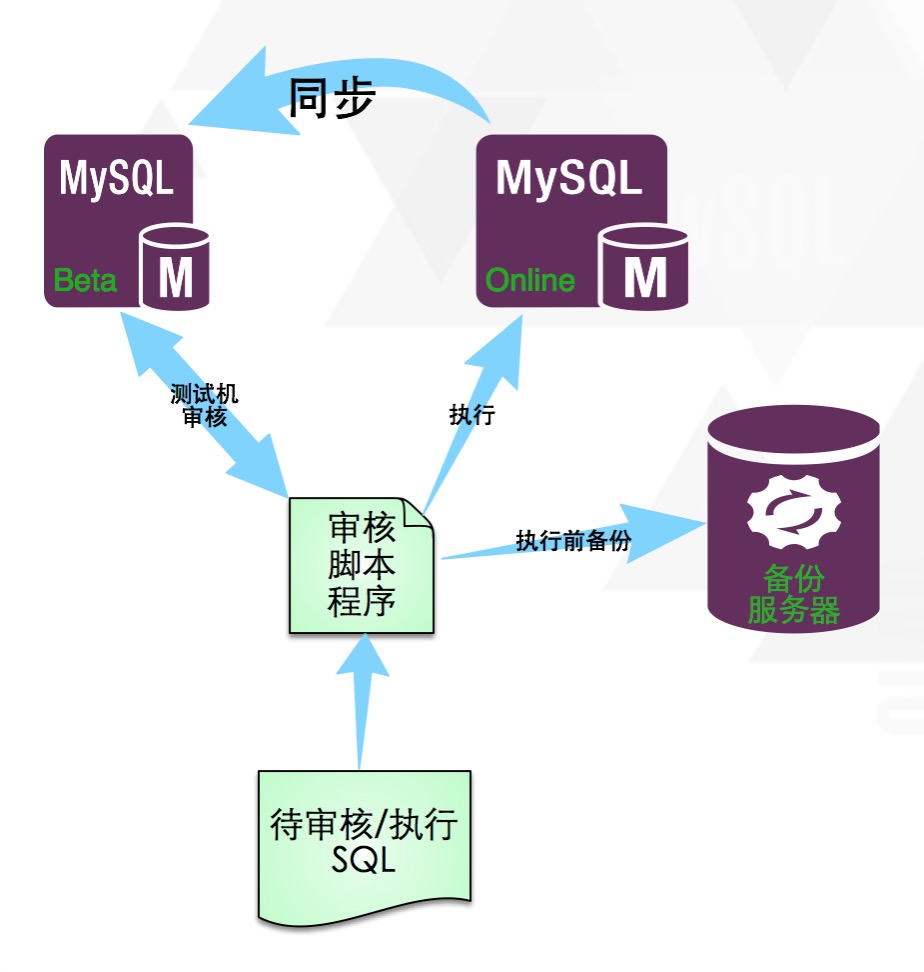 同步
MySQL
Beta
M
MySQL
Online
M
测试机
审核
执行
审核
脚本
程序
执行前备份
备份
服务器
待审核/执行
SQL